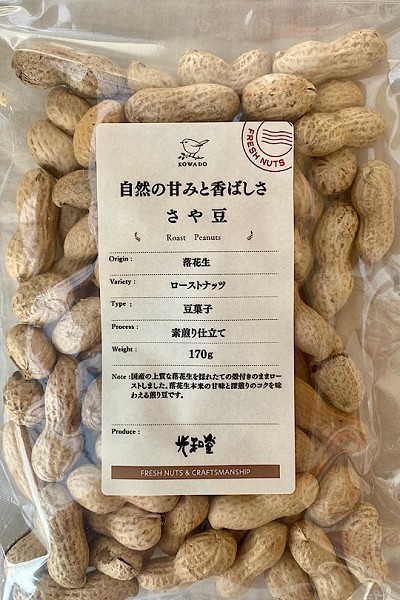 KOWADO
FRESH NUTS
自然の甘みと香ばしさ
さや豆
Roast Peanuts
Origin : 落花生
Variety : ローストナッツ
Type : 豆菓子
Process : 素煎り仕立て
Weight : 170g
Note : 国産の上質な落花生を採れたての殻付きのままロー
ストしました。落花生本来の甘味と深煎りのコクを味
わえる煎り豆です。
Produce :
光和堂
FRESH NUTS & CRAFTSMANSHIP